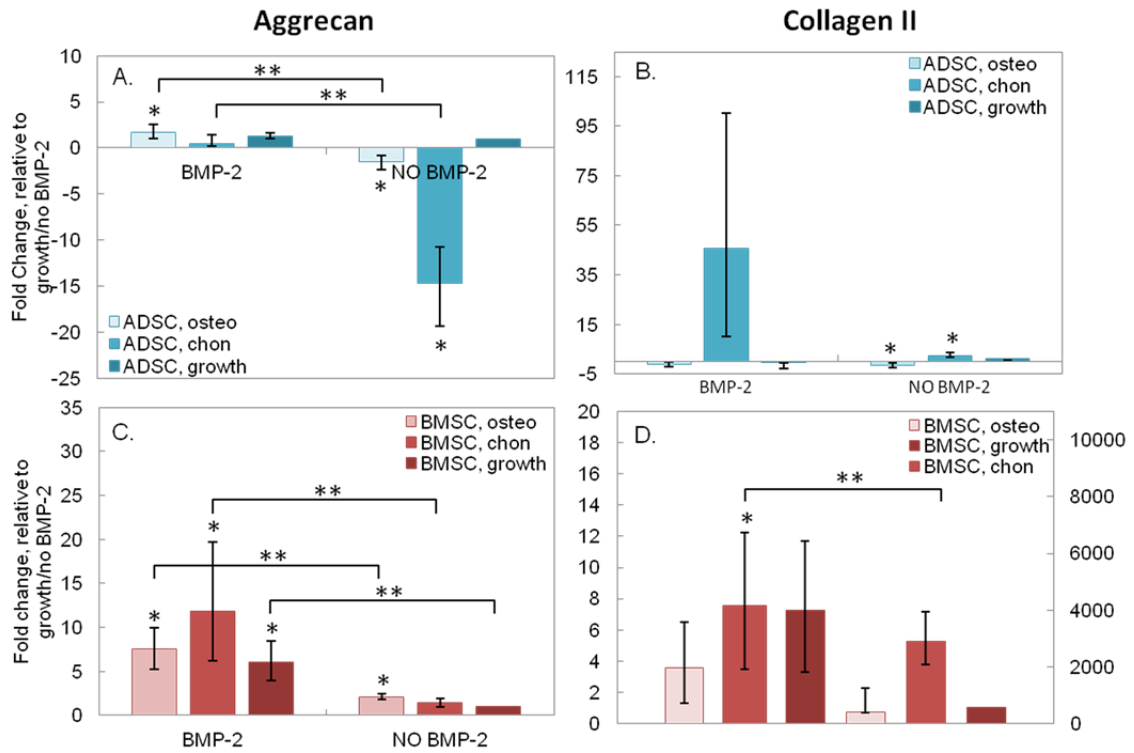 Aggrecan
Collagen II
A.
Fold Change, relative to
growth/no BMP-2
10
5
0
-5
-10
-15
-20
-25
**
**
*
*
*
BMP-2
NO BMP-2
ADSC, osteo
ADSC, chon
ADSC, growth
B.
115
95
75
55
35
15
-5
ADSC, osteo
ADSC, chon
ADSC, growth
*
*
BMP-2
NO BMP-2
C.
Fold change, relative to
growth/no BMP-2
35
30
25
20
15
10
5
0
BMSC, osteo
BMSC, chon
BMSC, growth
**
**
**
*
*
*
*
BMP-2
NO BMP-2
D.
20
18
16
14
12
10
8
6
4
2
0
BMSC, osteo
BMSC, growth
BMSC, chon
**
*
10000
8000
6000
4000
2000
0